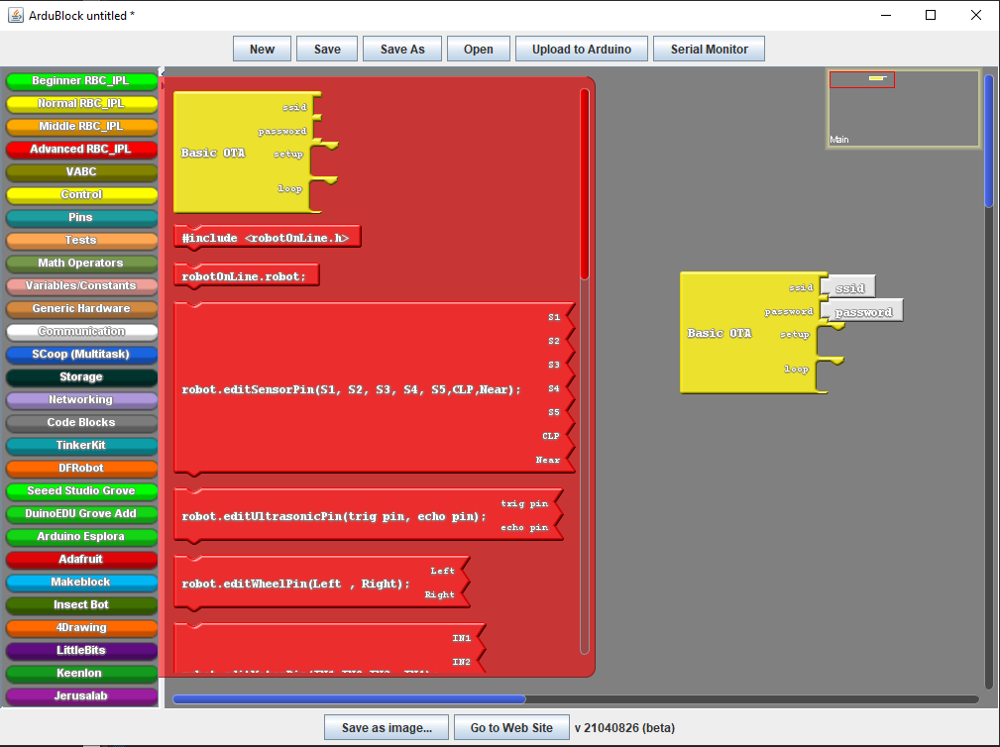 ArduBlock untitled *
New Save Save As Open Upload to Arduino Serial Monitor
Beginner RBC_IPL
Normal RBC_IPL
Middle RBC_IPL
Advanced RBC_IPL
VABC
Control
Pins
Tests
Math Operators
Variables/Constants
Generic Hardware
Communication
SCoop (Multitask)
Storage
Networking
Code Blocks
TinkerKit
DFRobot
Seeed Studio Grove
DuinoEDU Grove Add
Arduino Esplora
Adafruit
Makeblock
Insect Bot
4Drawing
LittleBits
Keenlon
Jerusalab
ssid
password
Basic OTA setup
loop
#include <robotOnLine.h>
robotOnLine.robot;
S1
S2
S3
robot.editSensorPin(S1, S2, S3, S4, S5,CLP,Near); S4
S5
CLP
Near
trig pin
robot.editUltrasonicPin(trig pin, echo pin);
echo pin
Left
robot.editWheelPin(Left , Right);
Right
IN1
IN2
Main
ssid ssid
password password
Basic OTA setup
loop
Save as image... Go to Web Site v 21040826 (beta)